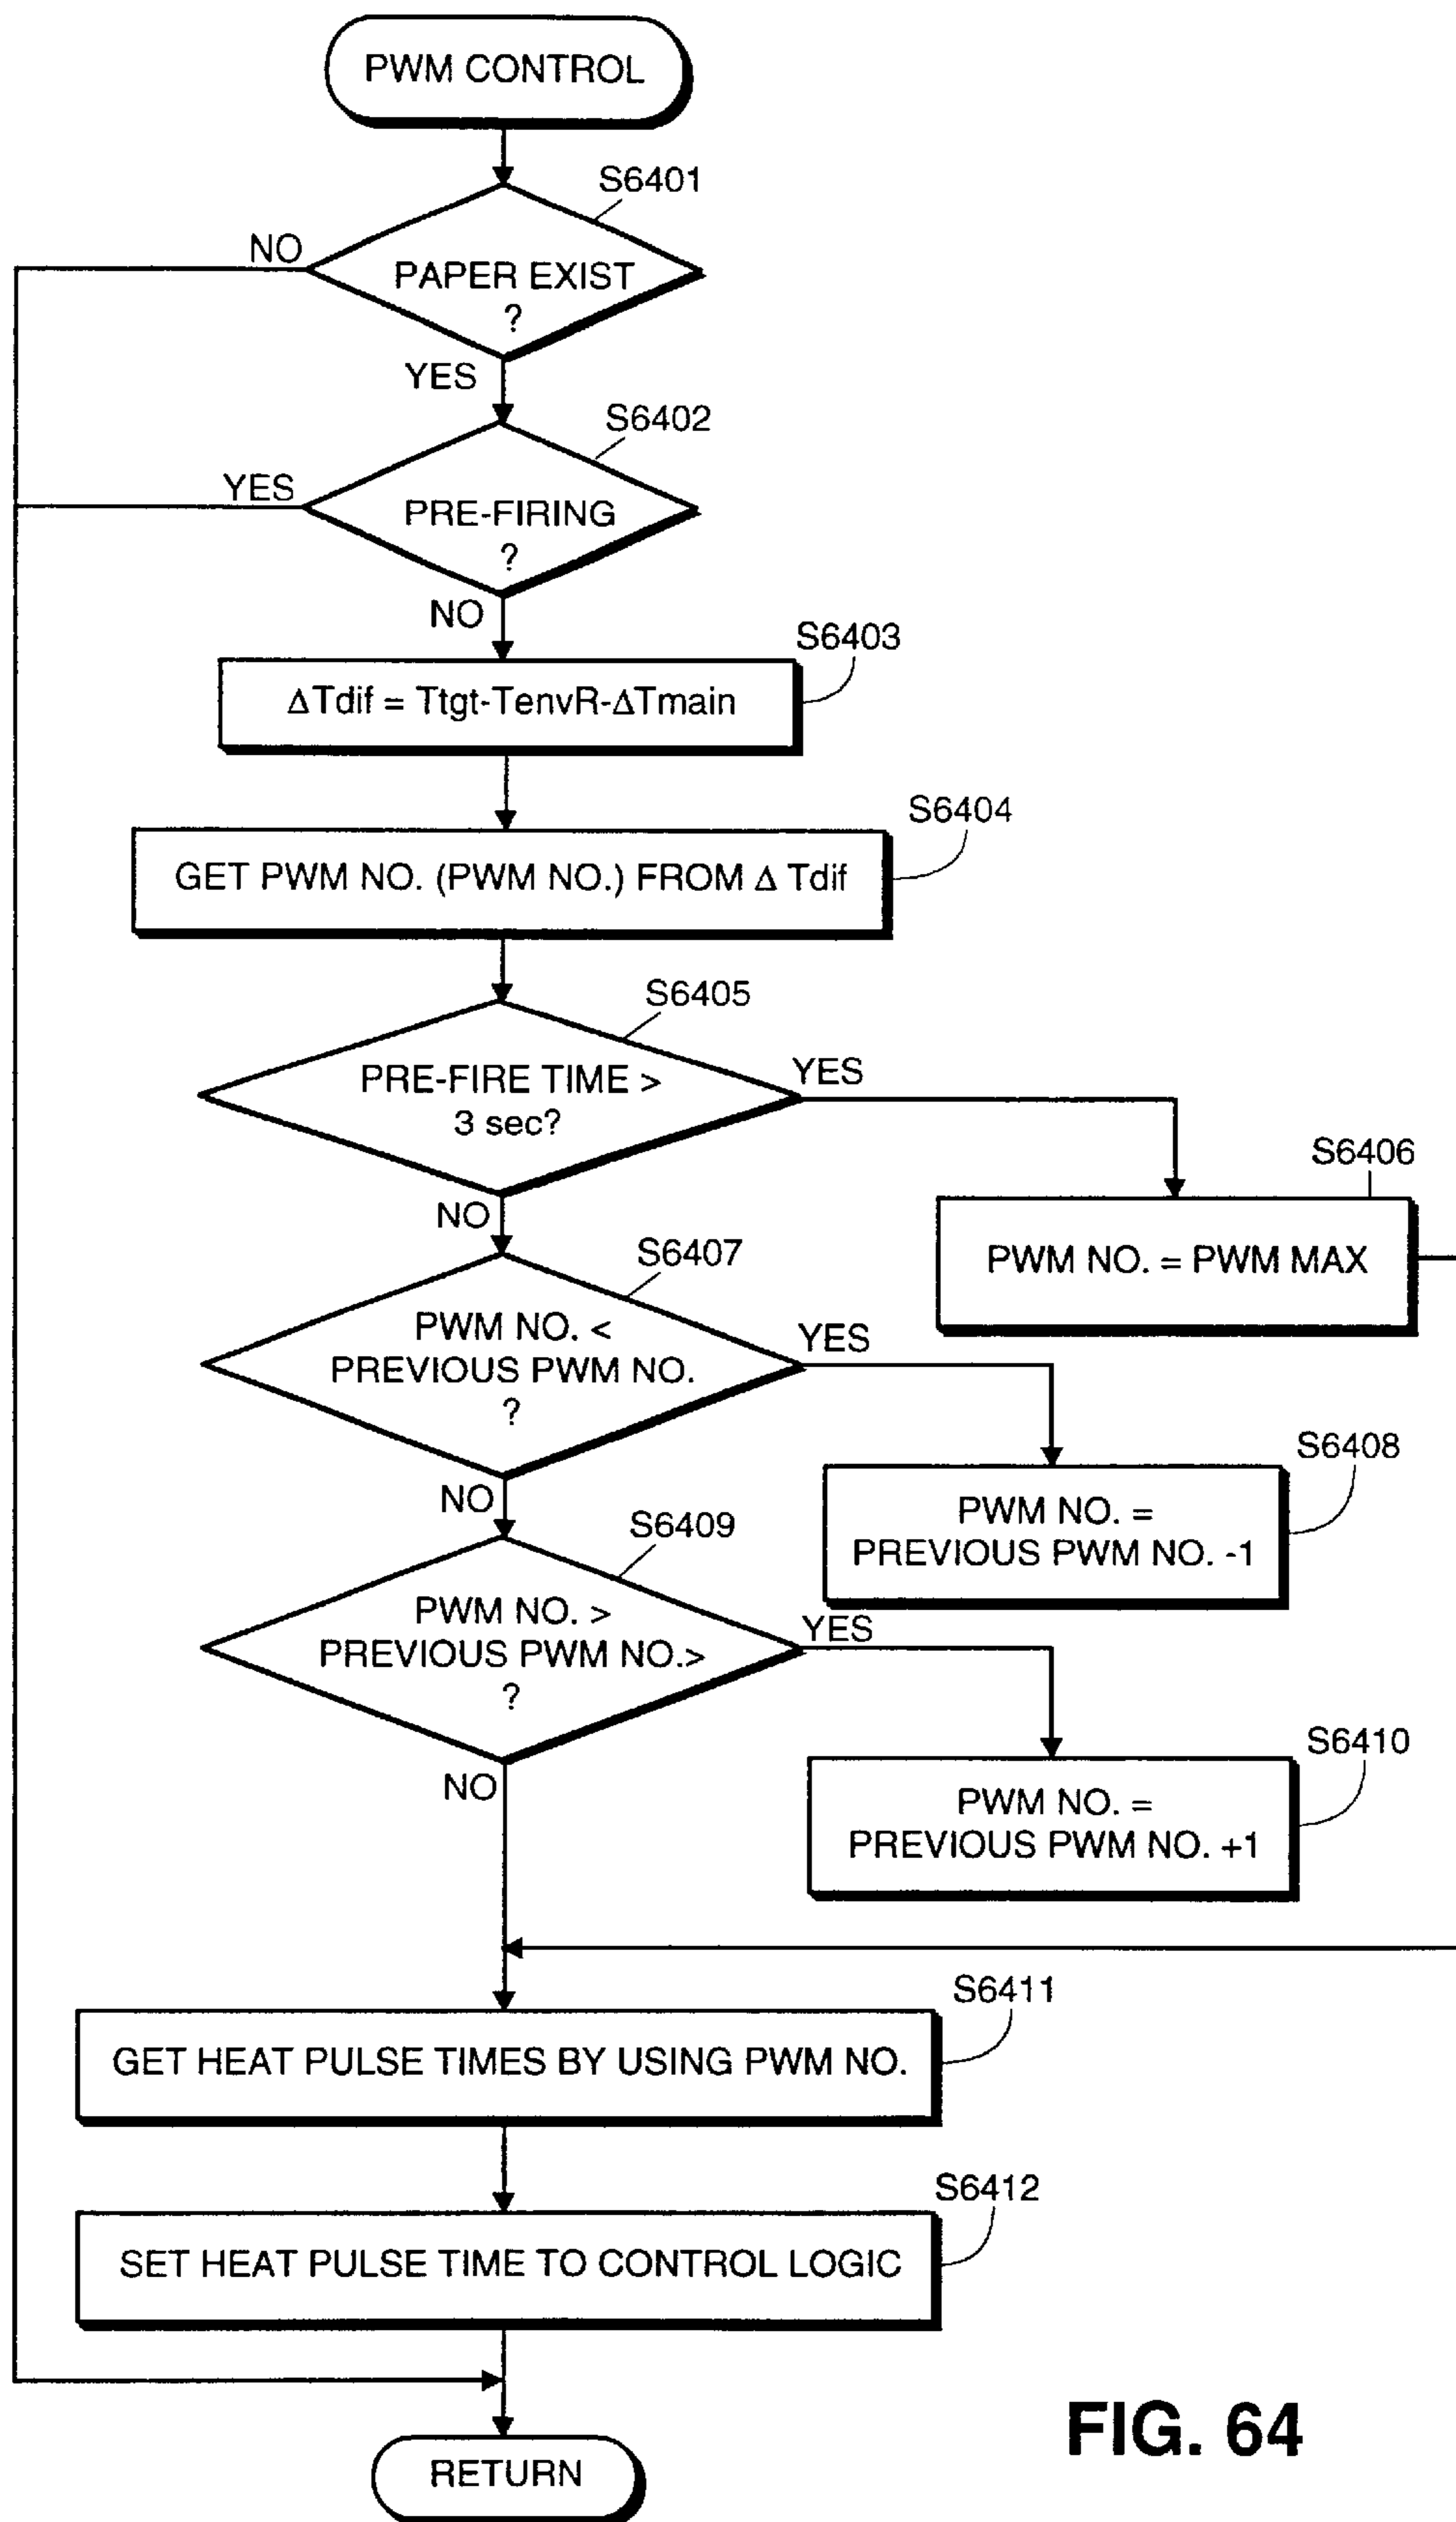 PWM CONTROL
S6401
NO
PAPER EXIST
?
YES
S6402
YES
PRE-FIRING
?
NO
S6403
ΔTdif = Ttgt-TenvR-ΔTmain
S6404
GET PWM NO. (PWM NO.) FROM Δ Tdif
S6405
PRE-FIRE TIME >
3 sec?
YES
NO
S6406
PWM NO. = PWM MAX
S6407
PWM NO. <
PREVIOUS PWM NO.
?
YES
NO
S6408
PWM NO. =
PREVIOUS PWM NO. -1
S6409
PWM NO. >
PREVIOUS PWM NO.>
?
YES
NO
S6410
PWM NO. =
PREVIOUS PWM NO. +1
S6411
GET HEAT PULSE TIMES BY USING PWM NO.
S6412
SET HEAT PULSE TIME TO CONTROL LOGIC
RETURN
FIG. 64